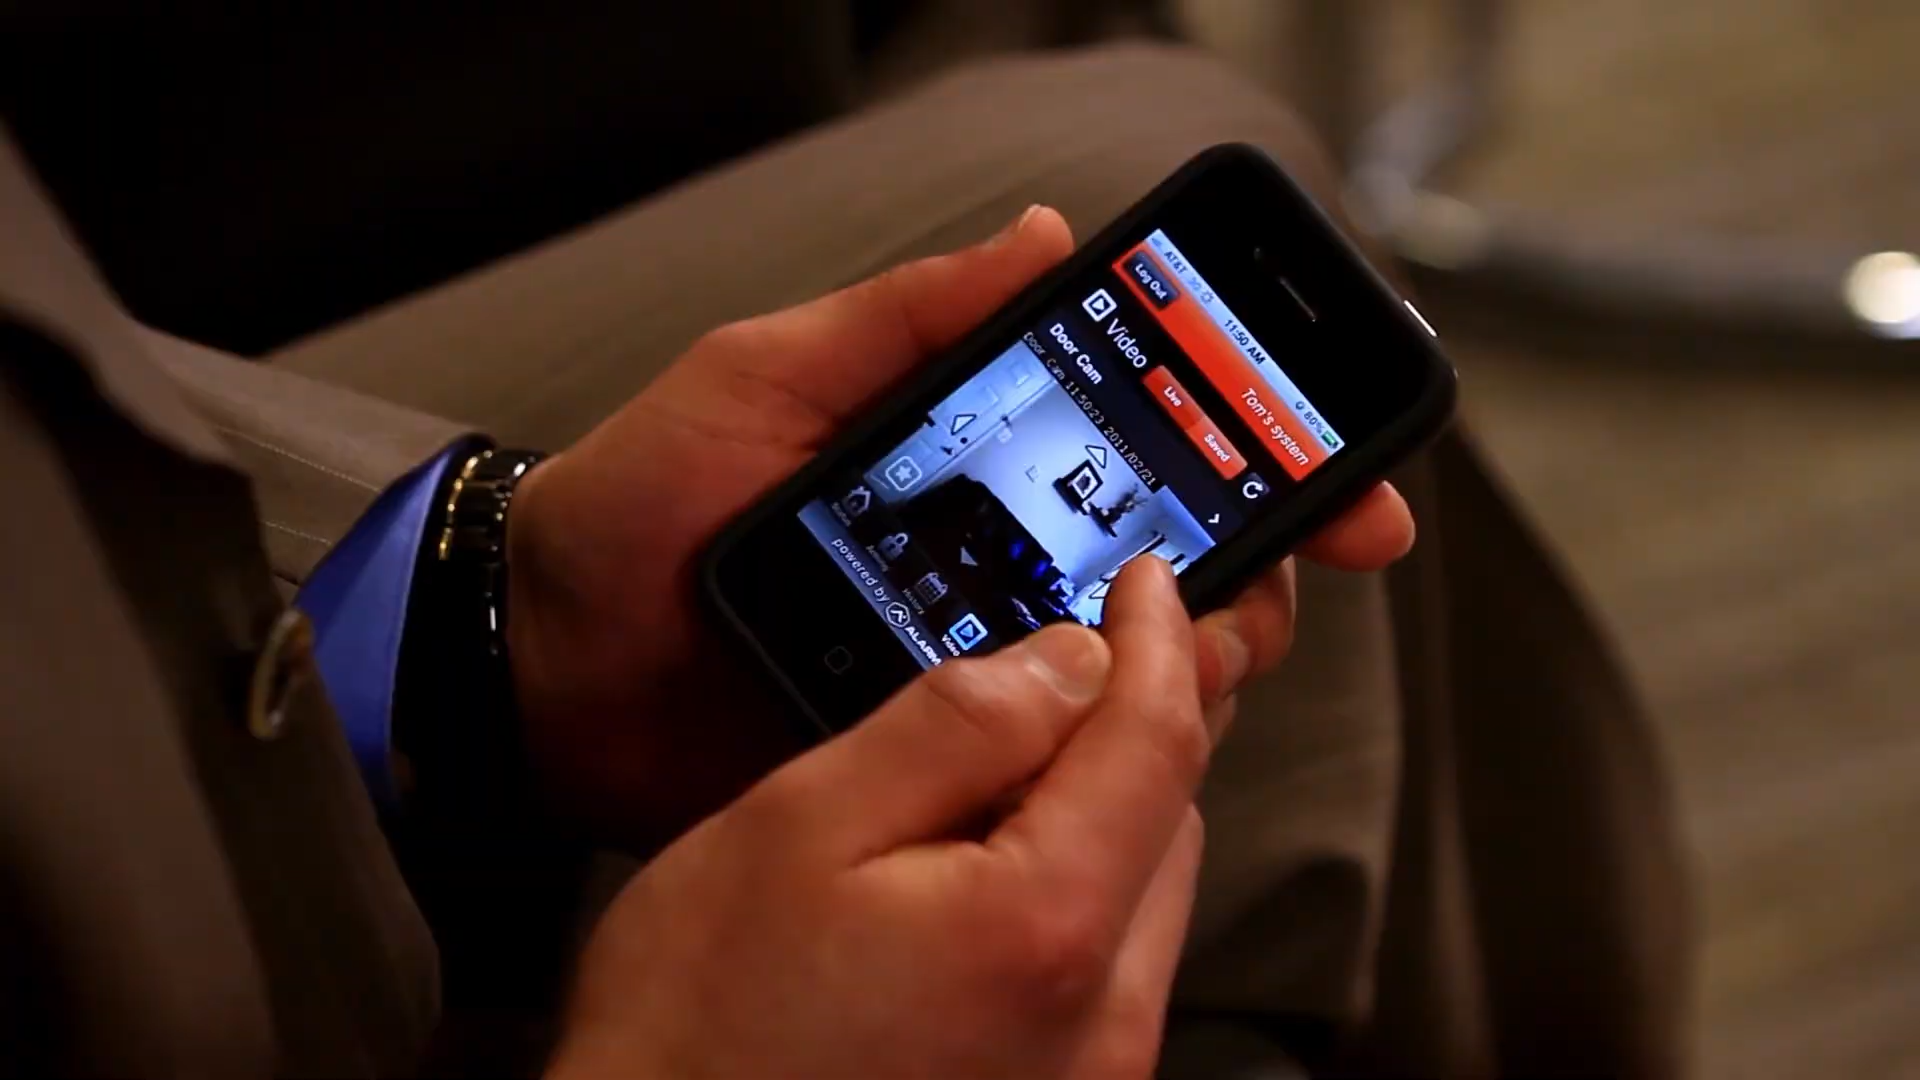 AT&T 3G 11:50 AM 80%
Log Out Tom's system
Video Live Saved
Door Cam
Door Cam 11:50:23 2011/02/21
Status History Video
powered by ALARM